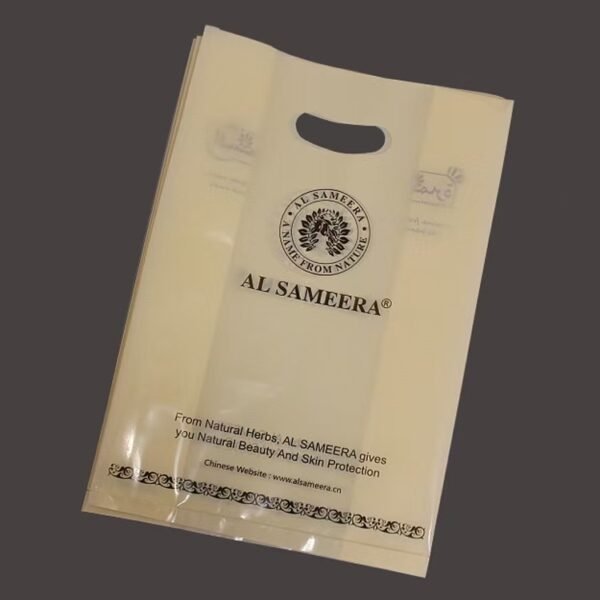 AL SAMEERA
A NAME FROM NATURE
AL SAMEERA®
From Natural Herbs, AL SAMEERA gives
you Natural Beauty And Skin Protection
Chinese Website : www.alsameera.cn